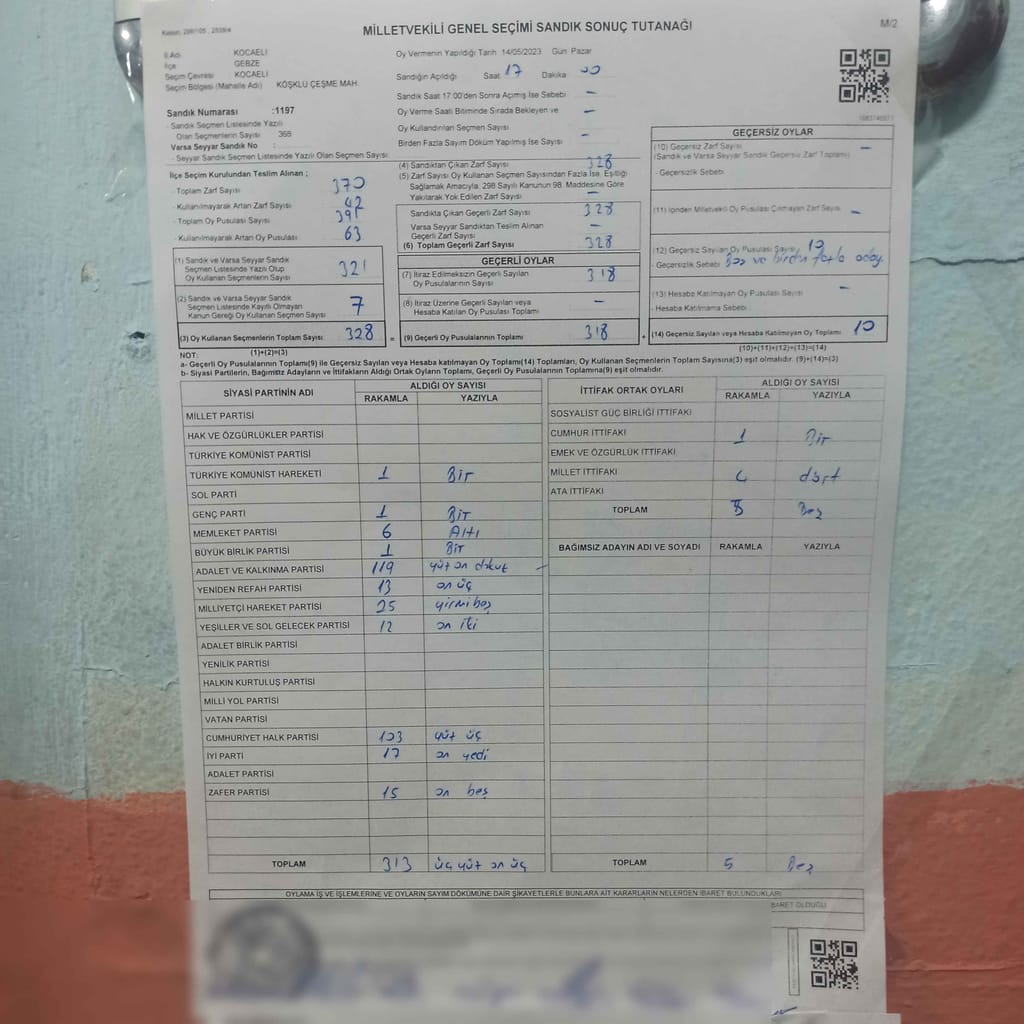 MİLLETVEKİLİ GENEL SEÇİMİ SANDIK SONUÇ TUTANAĞI
M/2
İl Adı KOCAELİ
İlçe GEBZE
Seçim Çevresi KOCAELİ
Seçim Bölgesi (Mahalle Adı) KÖŞKLÜ ÇEŞME MAH.
Sandık Numarası :1197
- Sandık Seçmen Listesinde Yazılı
Olan Seçmenlerin Sayısı 368
Varsa Seyyar Sandık No :
- Seyyar Sandık Seçmen Listesinde Yazılı Olan Seçmen Sayısı:
İlçe Seçim Kurulundan Teslim Alınan ;
- Toplam Zarf Sayısı 370
- Kullanılmayarak Artan Zarf Sayısı 42
- Toplam Oy Pusulası Sayısı 391
- Kullanılmayarak Artan Oy Pusulası 63
(1) Sandık ve Varsa Seyyar Sandık
Seçmen Listesinde Yazılı Olup
Oy Kullanan Seçmenlerin Sayısı 321
(2) Sandık ve Varsa Seyyar Sandık
Seçmen Listesinde Kayıtlı Olmayan
Kanun Gereği Oy Kullanan Seçmen Sayısı 7
(3) Oy Kullanan Seçmenlerin Toplam Sayısı 328 =
(1)+(2)=(3)
Oy Vermenin Yapıldığı Tarih 14/05/2023 Gün Pazar
Sandığın Açıldığı Saat 17 Dakika 00
Sandık Saat 17:00'den Sonra Açılmış İse Sebebi –
Oy Verme Saati Bitiminde Sırada Bekleyen ve –
Oy Kullandırılan Seçmen Sayısı –
Birden Fazla Sayım Döküm Yapılmış İse Sayısı –
(4) Sandıktan Çıkan Zarf Sayısı 328
(5) Zarf Sayısı Oy Kullanan Seçmen Sayısından Fazla İse, Eşitliği
Sağlamak Amacıyla, 298 Sayılı Kanunun 98. Maddesine Göre
Yakılarak Yok Edilen Zarf Sayısı –
Sandıkta Çıkan Geçerli Zarf Sayısı 328
Varsa Seyyar Sandıktan Teslim Alınan
Geçerli Zarf Sayısı –
(6) Toplam Geçerli Zarf Sayısı 328
GEÇERLİ OYLAR
(7) İtiraz Edilmeksizin Geçerli Sayılan
Oy Pusulalarının Sayısı 318
(8) İtiraz Üzerine Geçerli Sayılan veya
Hesaba Katılan Oy Pusulası Toplamı –
(9) Geçerli Oy Pusulalarının Toplamı 318 +
GEÇERSİZ OYLAR
(10) Geçersiz Zarf Sayısı –
(Sandık ve Varsa Seyyar Sandık Geçersiz Zarf Toplamı)
- Geçersizlik Sebebi
(11) İçinden Milletvekili Oy Pusulası Çıkmayan Zarf Sayısı –
(12) Geçersiz Sayılan Oy Pusulası Sayısı 10
- Geçersizlik Sebebi Boş ve birden fazla aday
(13) Hesaba Katılmayan Oy Pusulası Sayısı –
- Hesaba Katılmama Sebebi
(14) Geçersiz Sayılan veya Hesaba Katılmayan Oy Toplamı 10
(10)+(11)+(12)+(13)=(14)
NOT:
a- Geçerli Oy Pusulalarının Toplamı(9) ile Geçersiz Sayılan veya Hesaba katılmayan Oy Toplamı(14) Toplamları, Oy Kullanan Seçmenlerin Toplam Sayısına(3) eşit olmalıdır. (9)+(14)=(3)
b- Siyasi Partilerin, Bağımsız Adayların ve İttifakların Aldığı Ortak Oyların Toplamı, Geçerli Oy Pusulalarının Toplamına(9) eşit olmalıdır.
SİYASİ PARTİNİN ADI ALDIĞI OY SAYISI
RAKAMLA YAZIYLA
MİLLET PARTİSİ
HAK VE ÖZGÜRLÜKLER PARTİSİ
TÜRKİYE KOMÜNİST PARTİSİ
TÜRKİYE KOMÜNİST HAREKETİ 1 Bir
SOL PARTİ
GENÇ PARTİ 1 Bir
MEMLEKET PARTİSİ 6 Altı
BÜYÜK BİRLİK PARTİSİ 1 Bir
ADALET VE KALKINMA PARTİSİ 119 yüz on dokuz
YENİDEN REFAH PARTİSİ 13 on üç
MİLLİYETÇİ HAREKET PARTİSİ 25 yirmibeş
YEŞİLLER VE SOL GELECEK PARTİSİ 12 on iki
ADALET BİRLİK PARTİSİ
YENİLİK PARTİSİ
HALKIN KURTULUŞ PARTİSİ
MİLLİ YOL PARTİSİ
VATAN PARTİSİ
CUMHURİYET HALK PARTİSİ 103 yüz üç
İYİ PARTİ 17 on yedi
ADALET PARTİSİ
ZAFER PARTİSİ 15 on beş
TOPLAM 313 üç yüz on üç
İTTİFAK ORTAK OYLARI ALDIĞI OY SAYISI
RAKAMLA YAZIYLA
SOSYALİST GÜÇ BİRLİĞİ İTTİFAKI
CUMHUR İTTİFAKI 1 Bir
EMEK VE ÖZGÜRLÜK İTTİFAKI
MİLLET İTTİFAKI 4 dört
ATA İTTİFAKI
TOPLAM 5 Beş
BAĞIMSIZ ADAYIN ADI VE SOYADI RAKAMLA YAZIYLA
TOPLAM 5 Beş
OYLAMA İŞ VE İŞLEMLERİNE VE OYLARIN SAYIM DÖKÜMÜNE DAİR ŞİKAYETLERLE BUNLARA AİT KARARLARIN NELERDEN İBARET BULUNDUKLARI
BARET OLDUĞU